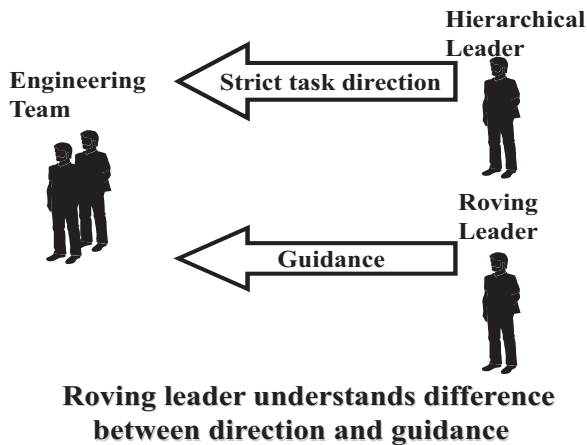 Hierarchical
Leader
Engineering
Team
Strict task direction
Roving
Leader
Guidance
Roving leader understands difference
between direction and guidance